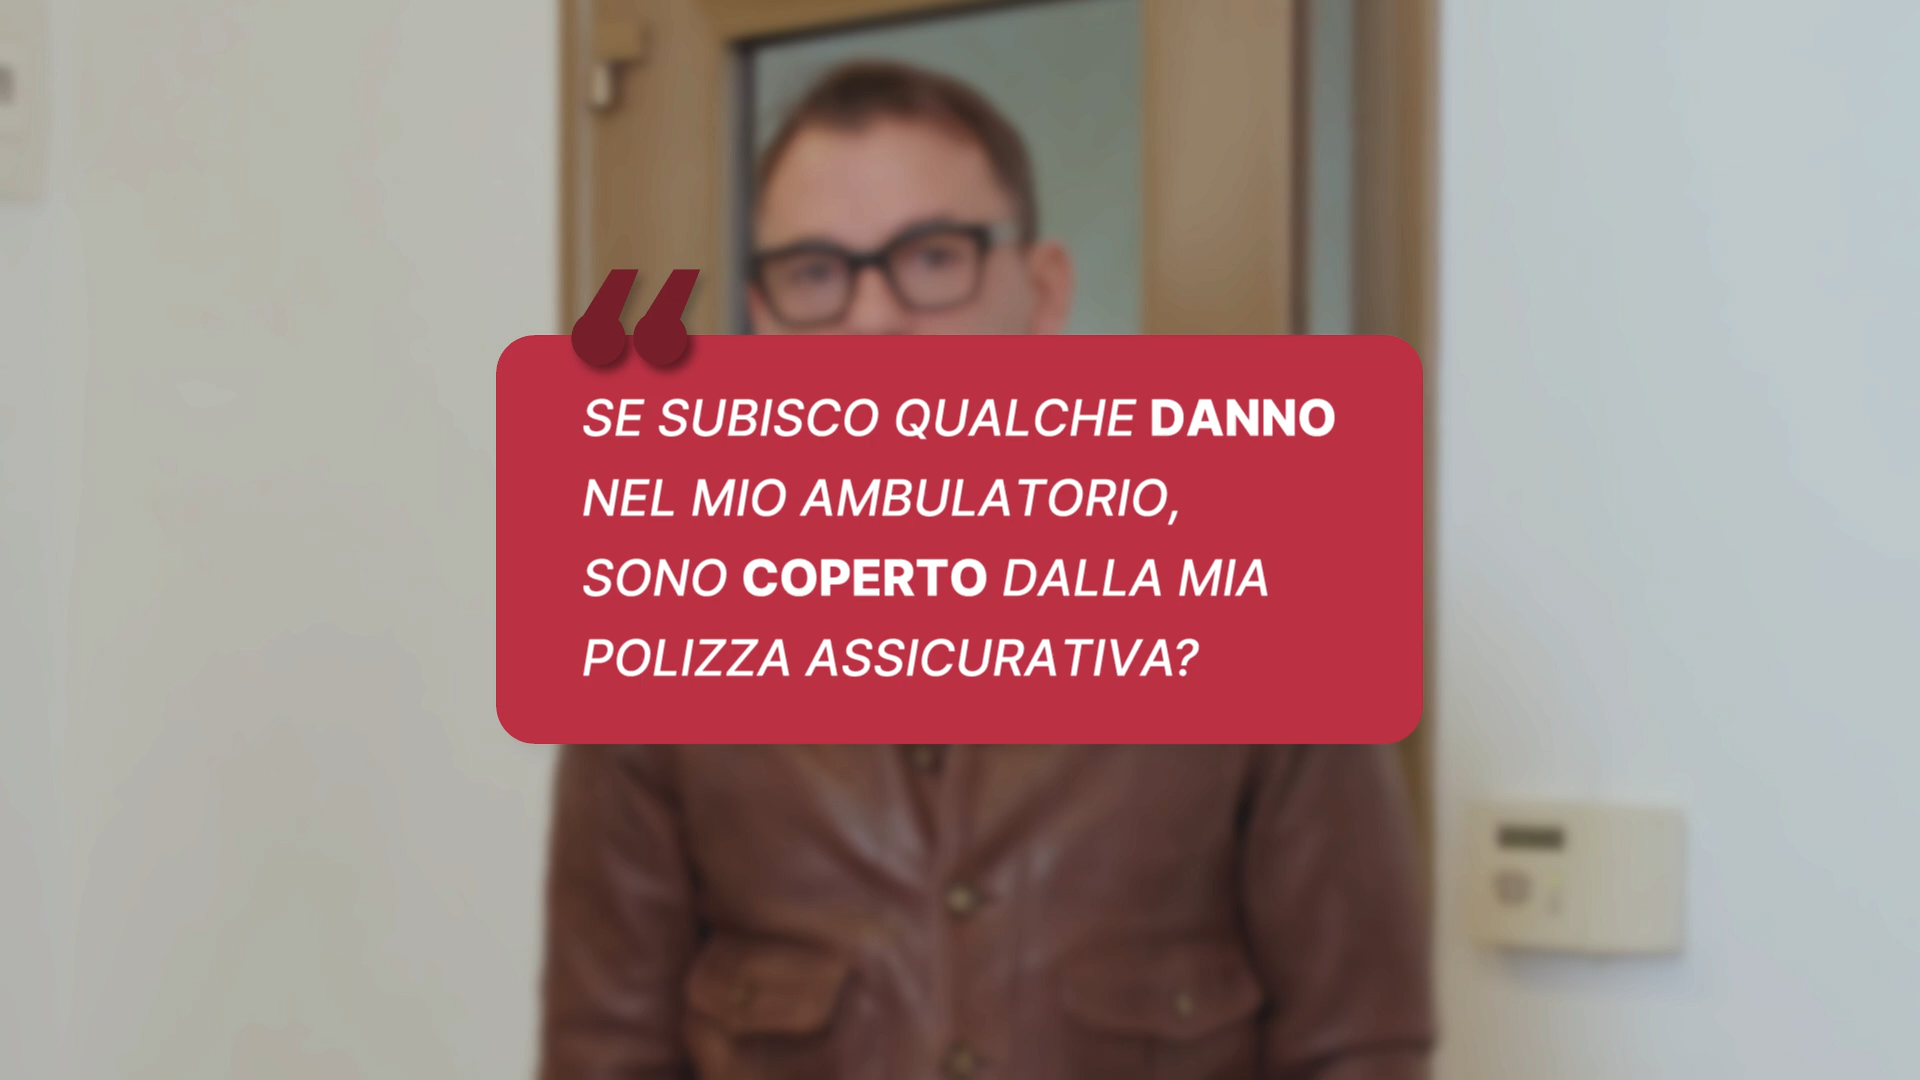 SE SUBISCO QUALCHE DANNO
NEL MIO AMBULATORIO,
SONO COPERTO DALLA MIA
POLIZZA ASSICURATIVA?